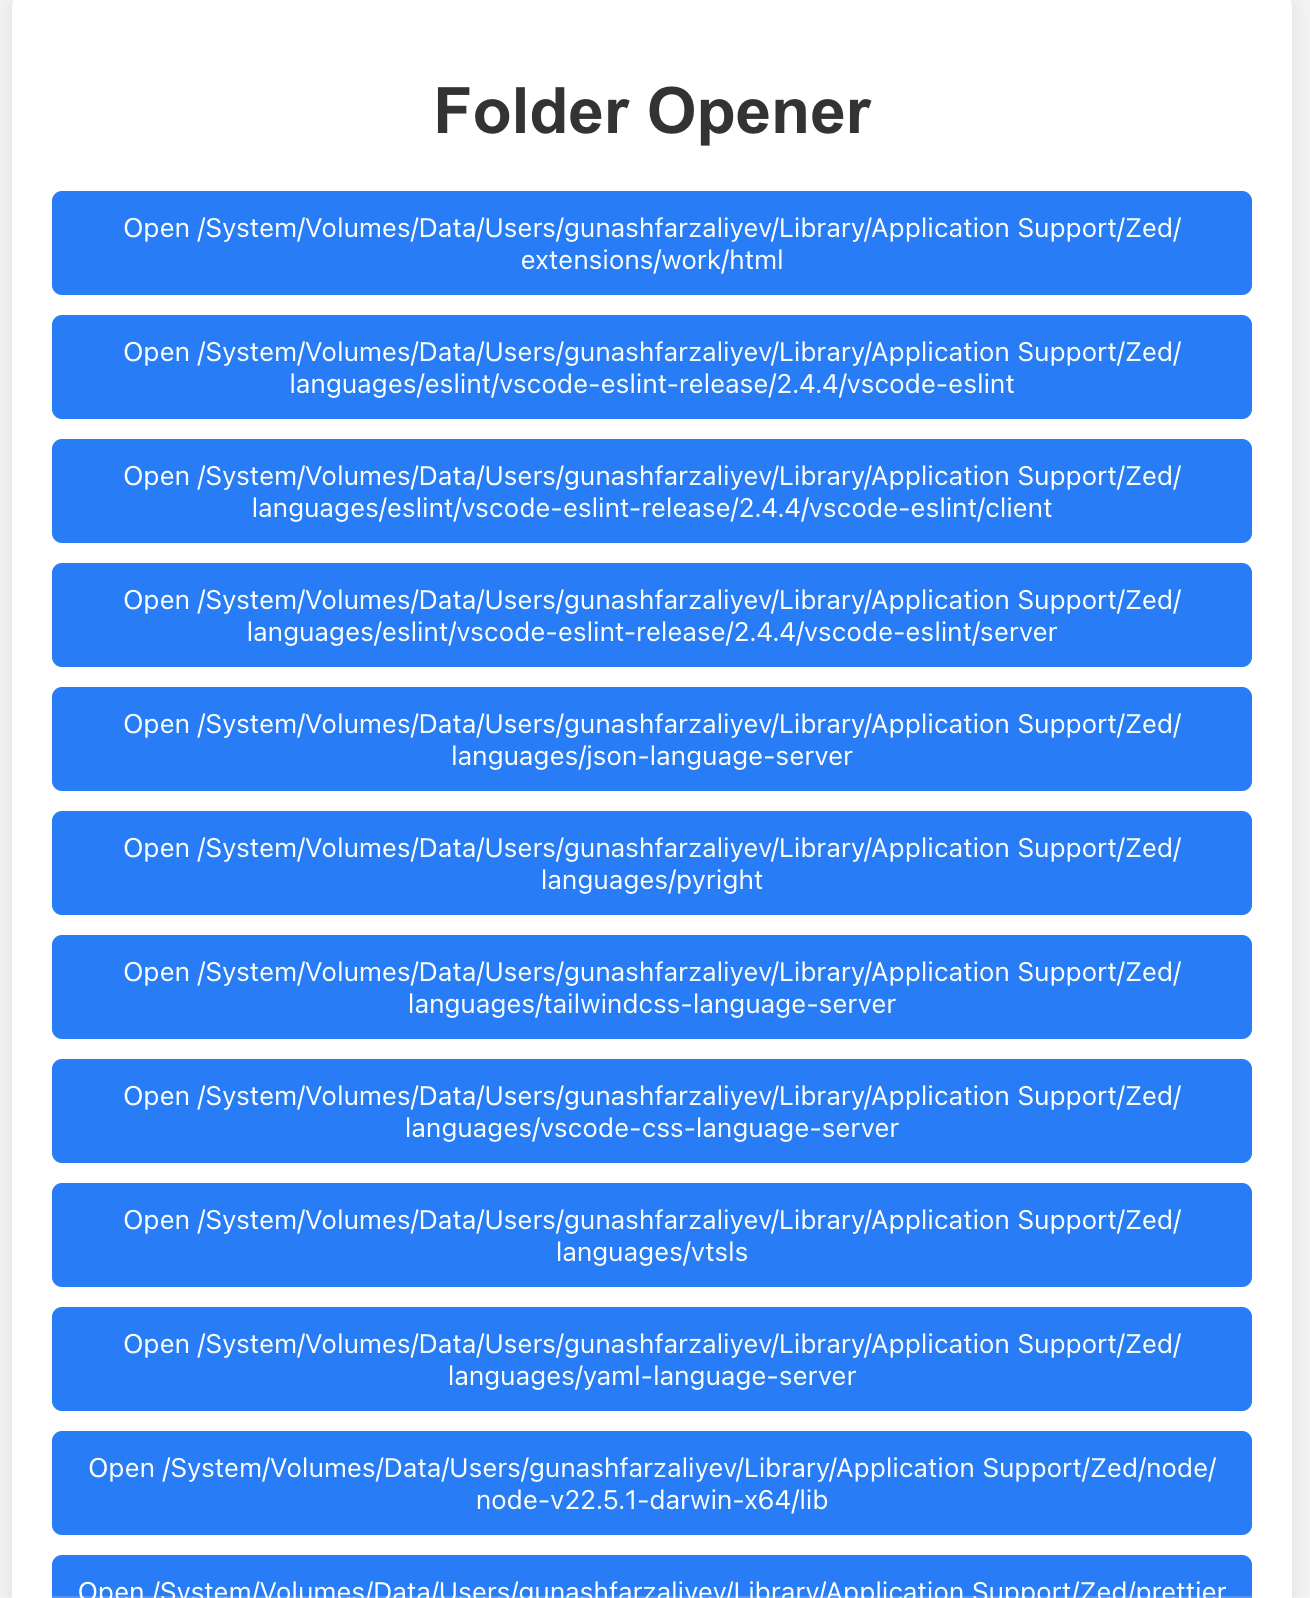 Folder Opener
Open /System/Volumes/Data/Users/gunashfarzaliyev/Library/Application Support/Zed/
extensions/work/html
Open /System/Volumes/Data/Users/gunashfarzaliyev/Library/Application Support/Zed/
languages/eslint/vscode-eslint-release/2.4.4/vscode-eslint
Open /System/Volumes/Data/Users/gunashfarzaliyev/Library/Application Support/Zed/
languages/eslint/vscode-eslint-release/2.4.4/vscode-eslint/client
Open /System/Volumes/Data/Users/gunashfarzaliyev/Library/Application Support/Zed/
languages/eslint/vscode-eslint-release/2.4.4/vscode-eslint/server
Open /System/Volumes/Data/Users/gunashfarzaliyev/Library/Application Support/Zed/
languages/json-language-server
Open /System/Volumes/Data/Users/gunashfarzaliyev/Library/Application Support/Zed/
languages/pyright
Open /System/Volumes/Data/Users/gunashfarzaliyev/Library/Application Support/Zed/
languages/tailwindcss-language-server
Open /System/Volumes/Data/Users/gunashfarzaliyev/Library/Application Support/Zed/
languages/vscode-css-language-server
Open /System/Volumes/Data/Users/gunashfarzaliyev/Library/Application Support/Zed/
languages/vtsls
Open /System/Volumes/Data/Users/gunashfarzaliyev/Library/Application Support/Zed/
languages/yaml-language-server
Open /System/Volumes/Data/Users/gunashfarzaliyev/Library/Application Support/Zed/node/
node-v22.5.1-darwin-x64/lib
Open /System/Volumes/Data/Users/gunashfarzaliyev/Library/Application Support/Zed/prettier